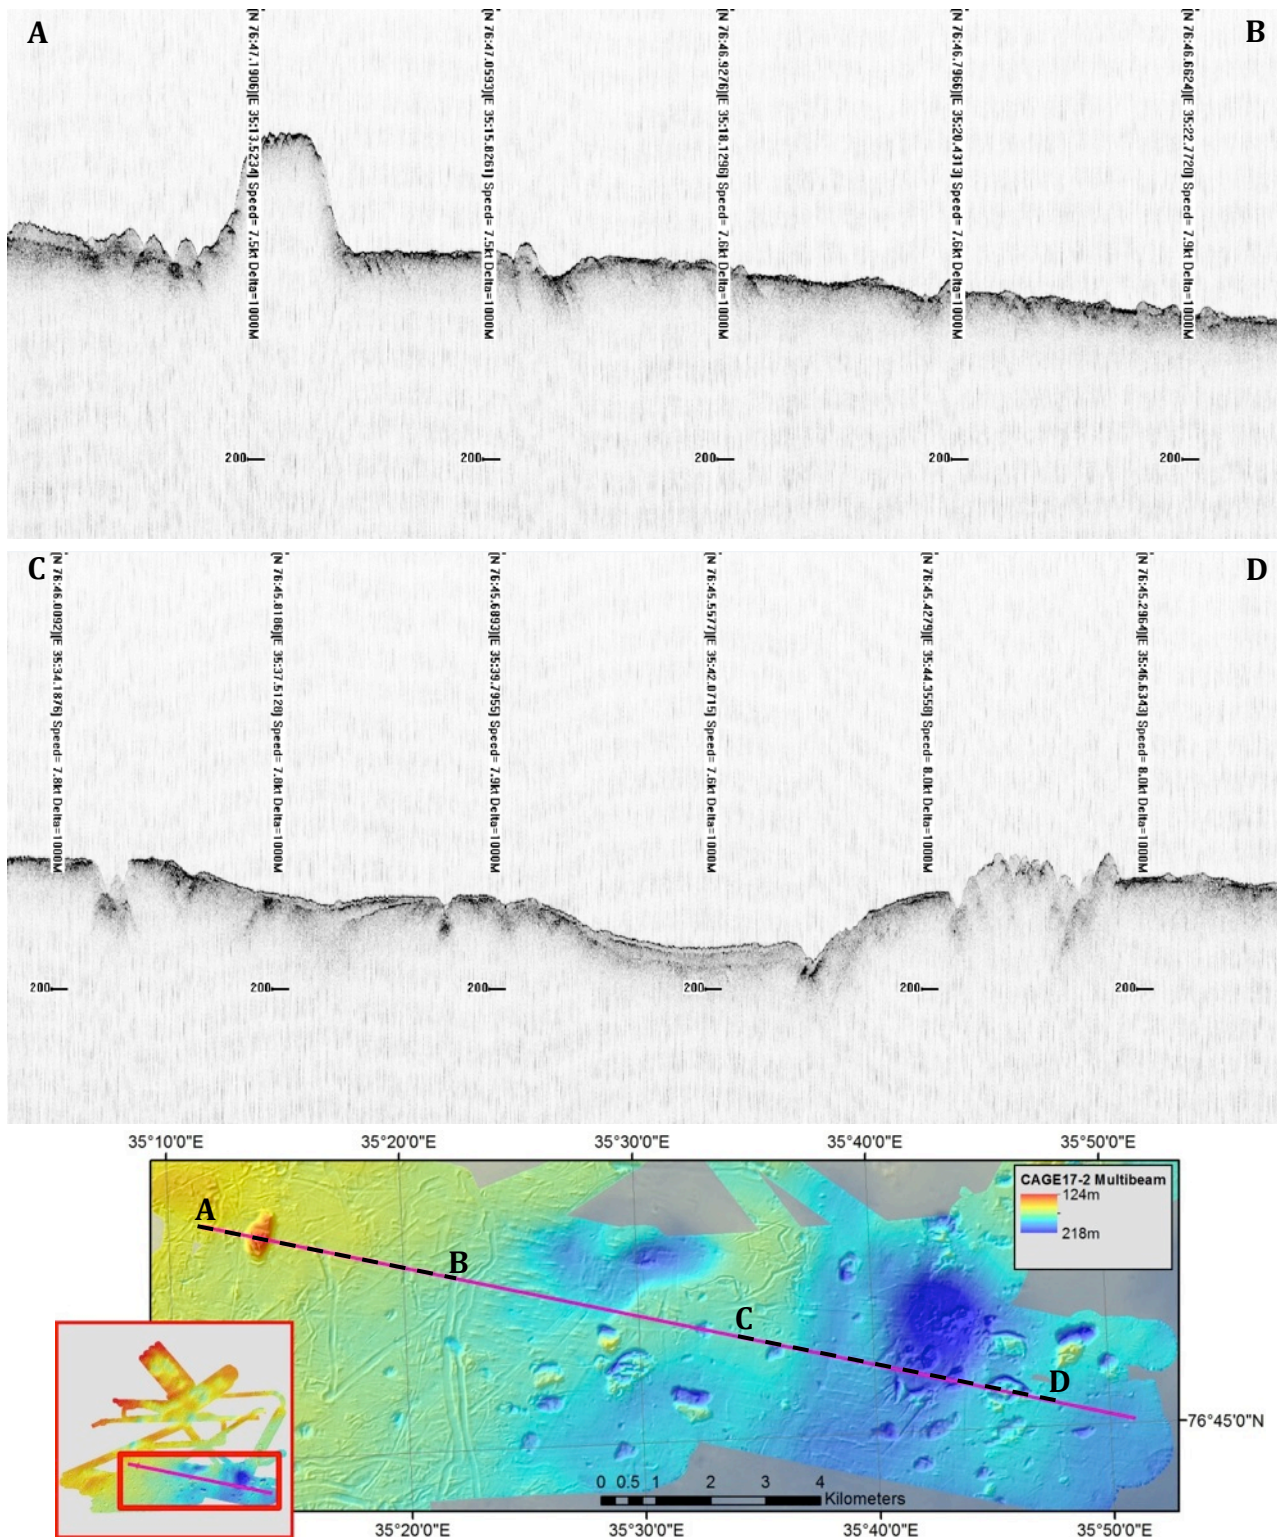 A
B
[N 76:47.1906][E 35:13.5234] Speed= 7.5kt Delta=1000M
[N 76:47.0593][E 35:15.8261] Speed= 7.5kt Delta=1000M
[N 76:46.9276][E 35:18.1296] Speed= 7.6kt Delta=1000M
[N 76:46.7966][E 35:20.4313] Speed= 7.6kt Delta=1000M
[N 76:46.6624][E 35:22.7720] Speed= 7.9kt Delta=1000M
200
200
200
200
200
C
D
[N 76:46.0092][E 35:34.1876] Speed= 7.8kt Delta=1000M
[N 76:45.8186][E 35:37.5120] Speed= 7.8kt Delta=1000M
[N 76:45.6893][E 35:39.7955] Speed= 7.9kt Delta=1000M
[N 76:45.5577][E 35:42.0715] Speed= 7.6kt Delta=1000M
[N 76:45.4279][E 35:44.3550] Speed= 8.0kt Delta=1000M
[N 76:45.2964][E 35:46.6343] Speed= 8.0kt Delta=1000M
200
200
200
200
200
200
35°10'0"E
35°20'0"E
35°30'0"E
35°40'0"E
35°50'0"E
CAGE17-2 Multibeam
124m
218m
A
B
C
D
76°45'0"N
0 0.5 1 2 3 4
Kilometers
35°20'0"E
35°30'0"E
35°40'0"E
35°50'0"E